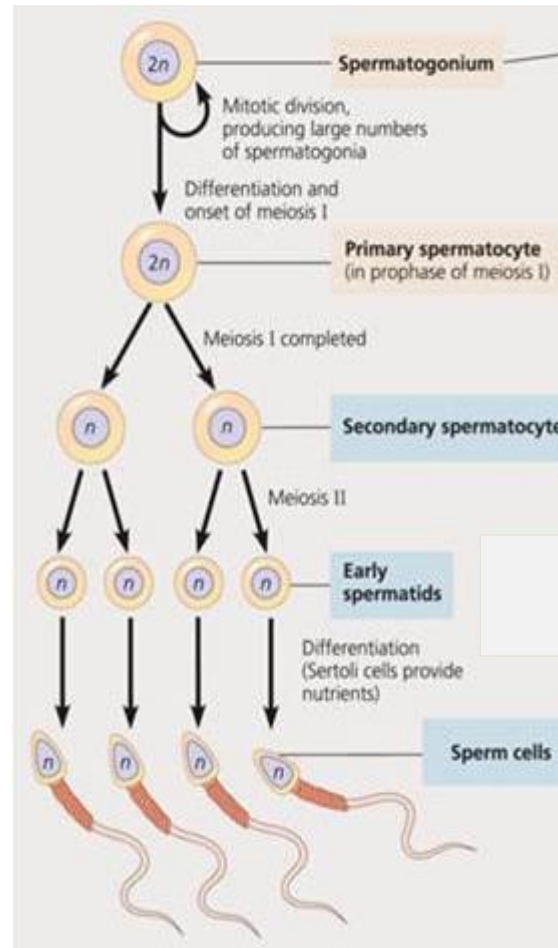 2n
Spermatogonium
Mitotic division,
producing large numbers
of spermatogonia
Differentiation and
onset of meiosis I
2n
Primary spermatocyte
(in prophase of meiosis I)
Meiosis I completed
n
n
Secondary spermatocyte
Meiosis II
n
n
n
n
Early
spermatids
Differentiation
(Sertoli cells provide
nutrients)
n
n
n
n
Sperm cells